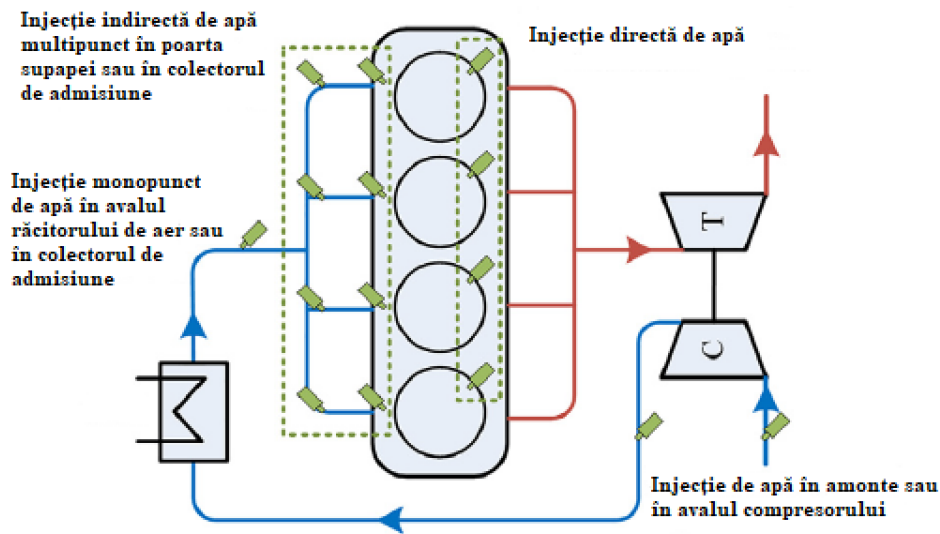 Injecție indirectă de apă
multipunct în poarta
supapei sau în colectorul
de admisiune
Injecție directă de apă
Injecție monopunct
de apă în avalul
răcitorului de aer sau
în colectorul de
admisiune
T
C
Injecție de apă în amonte sau
în avalul compresorului